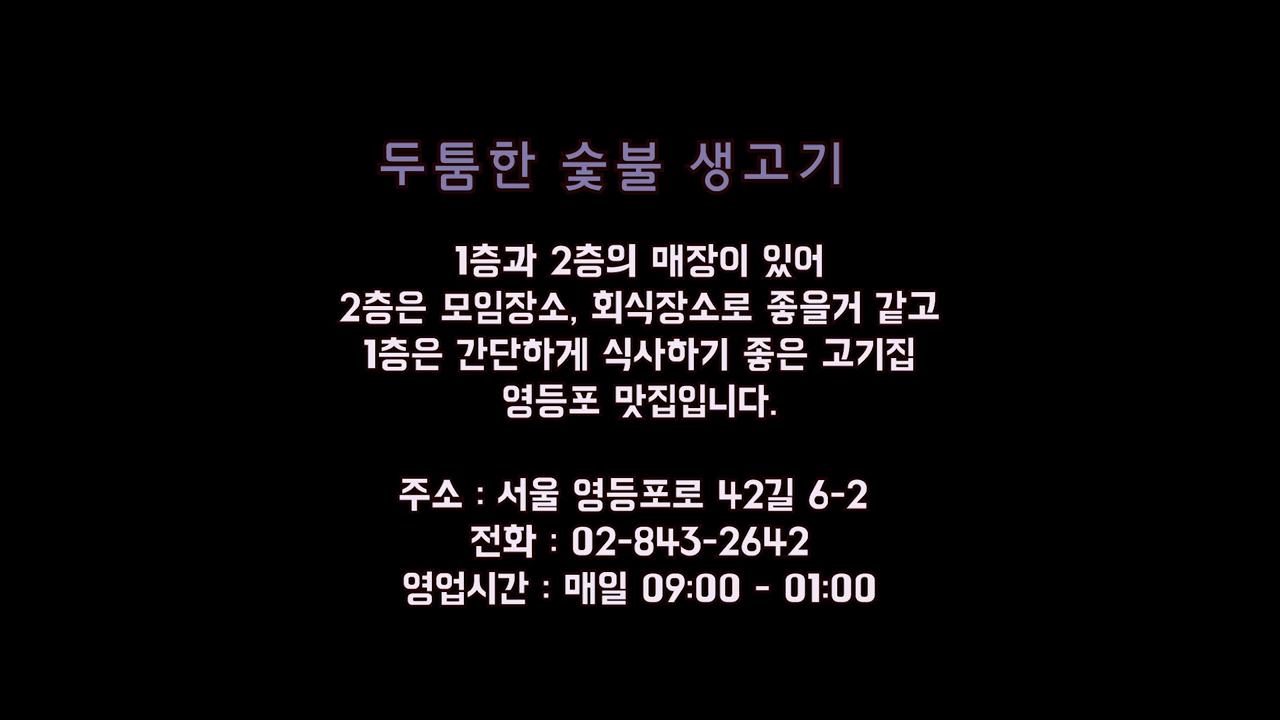 두툼한 숯불 생고기
1층과 2층의 매장이 있어
2층은 모임장소, 회식장소로 좋을거 같고
1층은 간단하게 식사하기 좋은 고기집
영등포 맛집입니다.
주소 : 서울 영등포로 42길 6-2
전화 : 02-843-2642
영업시간 : 매일 09:00 - 01:00